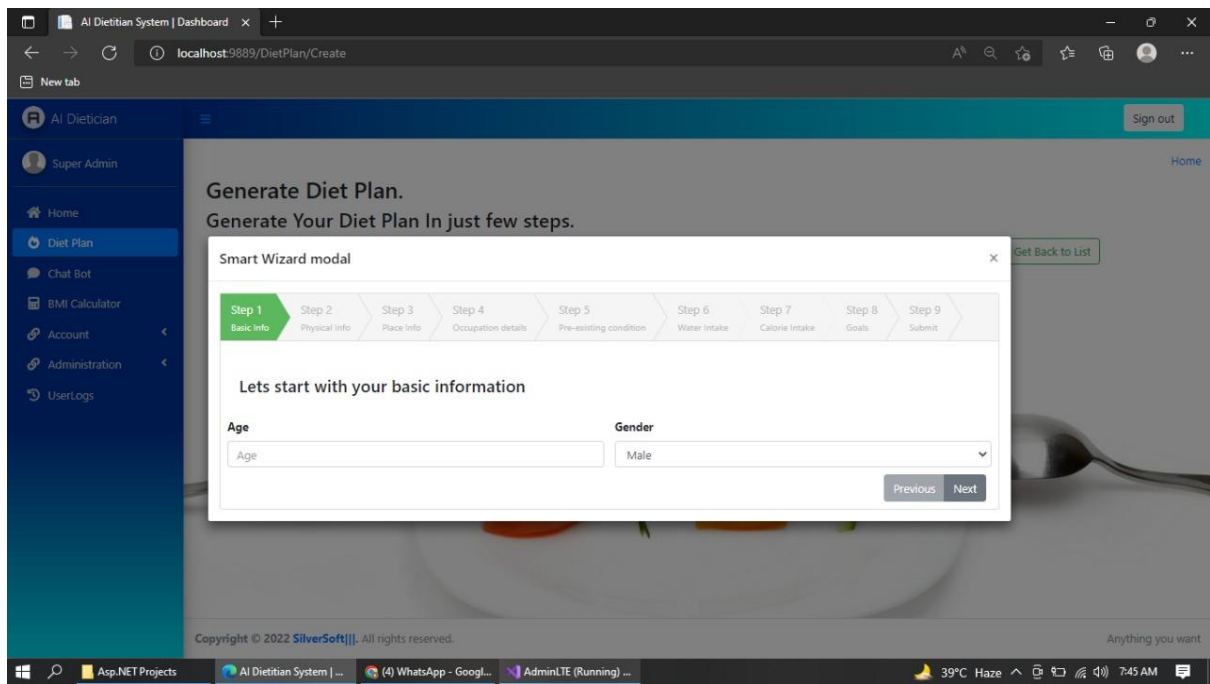 AI Dietitian System | Dashboard
localhost:9889/DietPlan/Create
New tab
AI Dietician
Sign out
Super Admin
Home
Home
Diet Plan
Chat Bot
BMI Calculator
Account
Administration
UserLogs
Generate Diet Plan.
Generate Your Diet Plan In just few steps.
Get Back to List
Smart Wizard modal
×
Step 1 Step 2 Step 3 Step 4 Step 5 Step 6 Step 7 Step 8 Step 9
Basic Info Physical Info Place Info Occupation details Pre-existing condition Water Intake Calorie Intake Goals Submit
Lets start with your basic information
Age Gender
Age Male
Previous Next
Copyright © 2022 SilverSoft|||. All rights reserved. Anything you want
Asp.NET Projects AI Dietitian System | ... (4) WhatsApp - Googl... AdminLTE (Running) ... 39°C Haze 7:45 AM